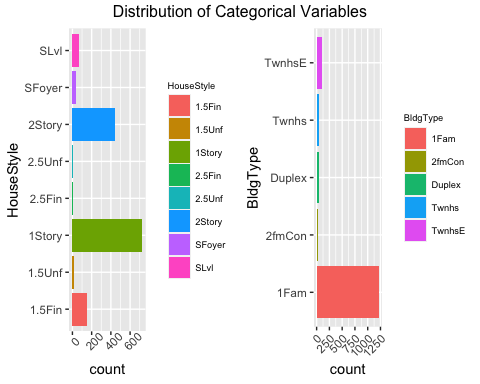 Distribution of Categorical Variables
HouseStyle
SLvl
SFoyer
2Story
2.5Unf
2.5Fin
1Story
1.5Unf
1.5Fin
0 200 400 600
count
HouseStyle
1.5Fin
1.5Unf
1Story
2.5Fin
2.5Unf
2Story
SFoyer
SLvl
BldgType
TwnhsE
Twnhs
Duplex
2fmCon
1Fam
0 250 500 750 1000 1250
count
BldgType
1Fam
2fmCon
Duplex
Twnhs
TwnhsE